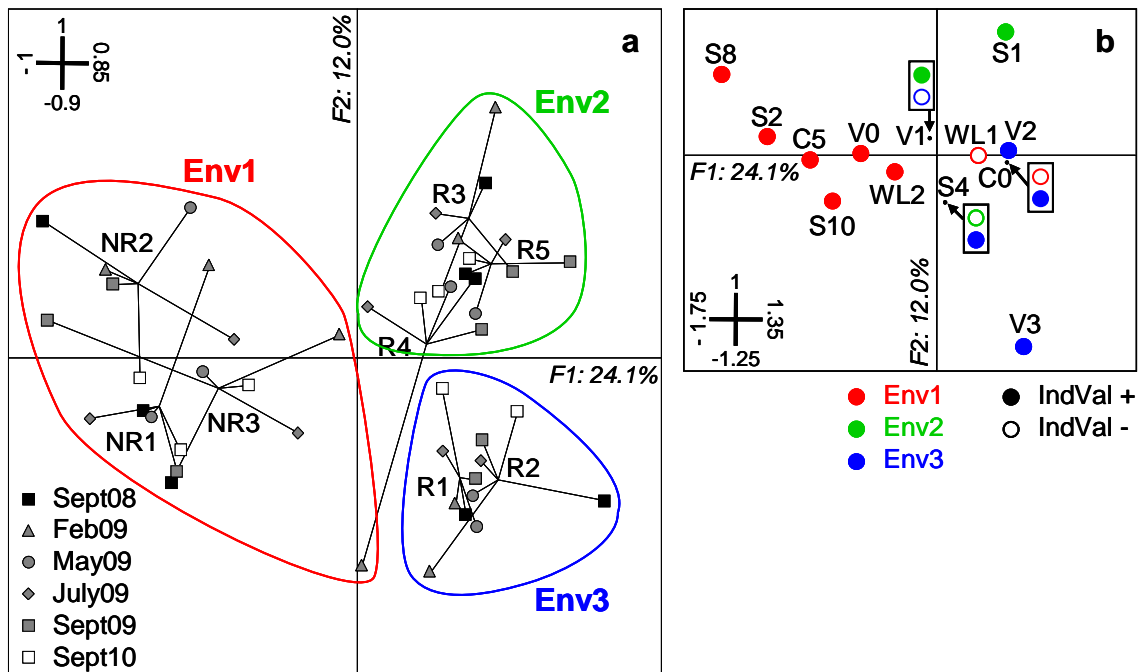 1
- 1
0.85
-0.9
F2: 12.0%
a
Env2
Env1
R3
NR2
R5
R4
F1: 24.1%
NR1
NR3
R1
R2
Env3
Sept08
Feb09
May09
July09
Sept09
Sept10
b
S1
S8
S2
C5
V0
V1
WL1
V2
F1: 24.1%
WL2
C0
S4
S10
1
- 1.75
1.35
-1.25
F2: 12.0%
V3
Env1
IndVal +
Env2
IndVal -
Env3